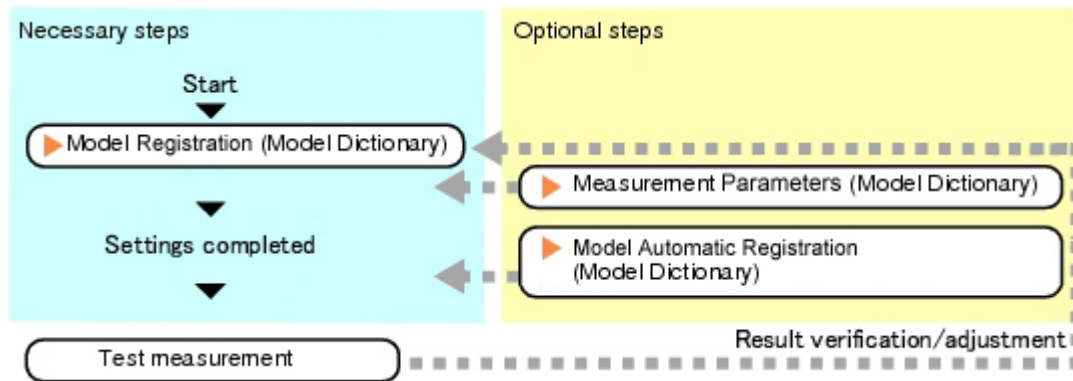 Necessary steps
Optional steps
Start
Model Registration (Model Dictionary)
Measurement Parameters (Model Dictionary)
Settings completed
Model Automatic Registration
(Model Dictionary)
Result verification/adjustment
Test measurement